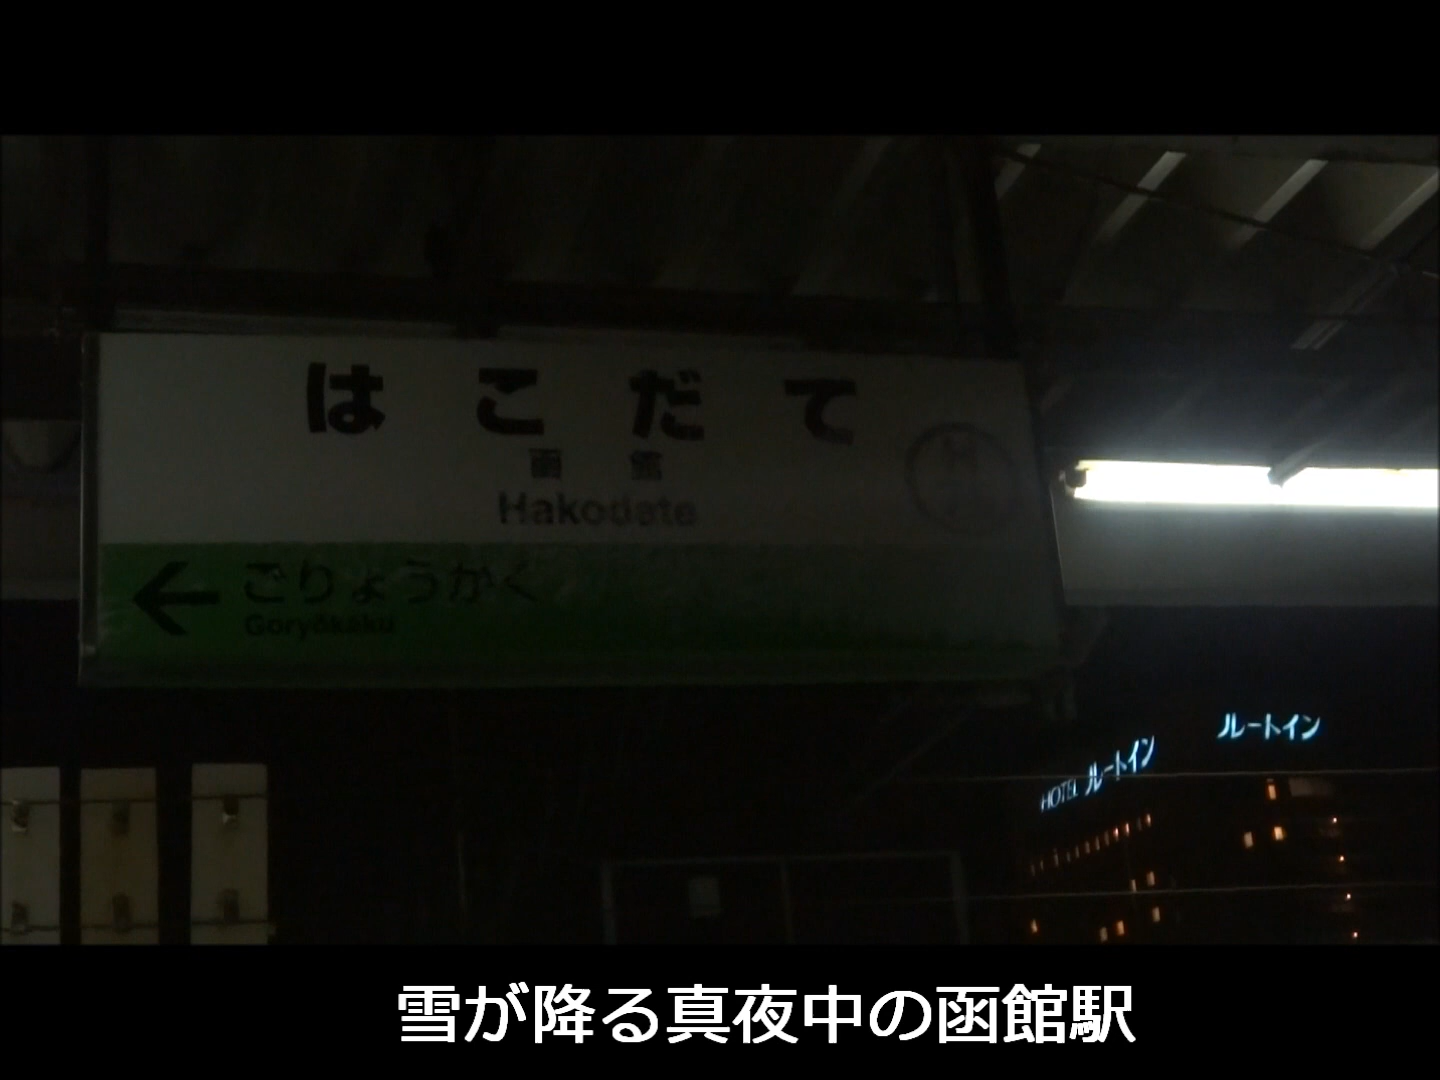 はこだて
函館
Hakodate
← ごりょうかく
Goryōkaku
HOTEL ルートイン
ルートイン
雪が降る真夜中の函館駅